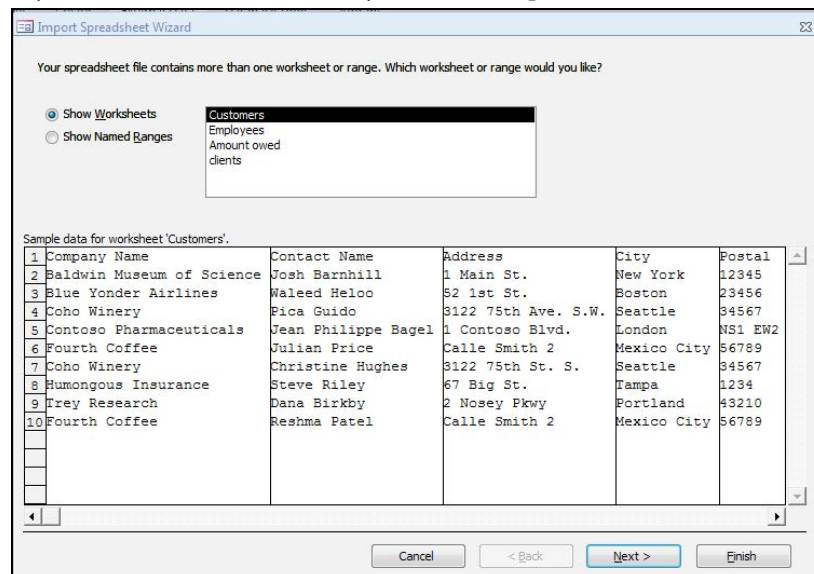 Import Spreadsheet Wizard
Your spreadsheet file contains more than one worksheet or range. Which worksheet or range would you like?
Show Worksheets
Show Named Ranges
Customers
Employees
Amount owed
clients
Sample data for worksheet 'Customers'.
1 Company Name Contact Name Address City Postal
2 Baldwin Museum of Science Josh Barnhill 1 Main St. New York 12345
3 Blue Yonder Airlines Waleed Heloo 52 1st St. Boston 23456
4 Coho Winery Pica Guido 3122 75th Ave. S.W. Seattle 34567
5 Contoso Pharmaceuticals Jean Philippe Bagel 1 Contoso Blvd. London NS1 EW2
6 Fourth Coffee Julian Price Calle Smith 2 Mexico City 56789
7 Coho Winery Christine Hughes 3122 75th St. S. Seattle 34567
8 Humongous Insurance Steve Riley 67 Big St. Tampa 1234
9 Trey Research Dana Birkby 2 Nosey Pkwy Portland 43210
10 Fourth Coffee Reshma Patel Calle Smith 2 Mexico City 56789
Cancel < Back Next > Finish